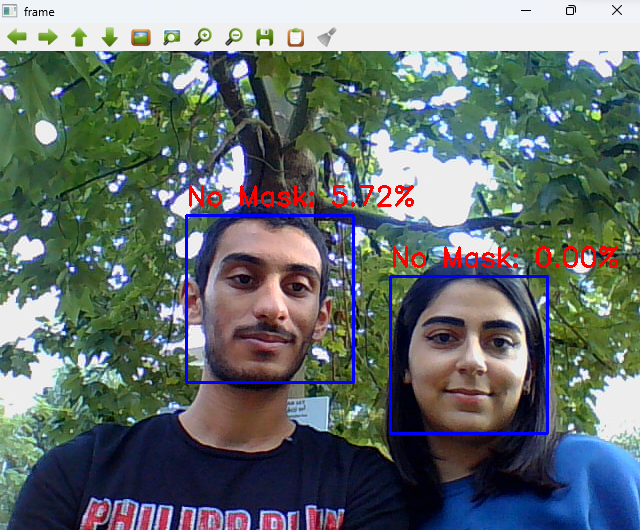 frame
No Mask: 5.72%
No Mask: 0.00%
PHILIPP PLEIN